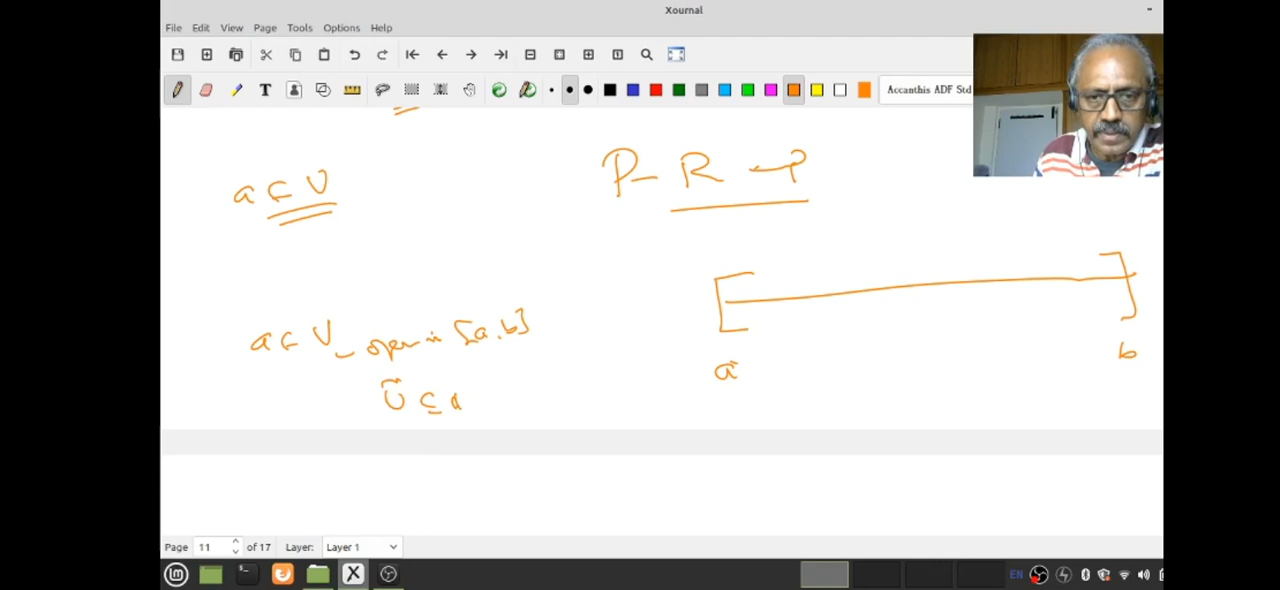 Xournal
File Edit View Page Tools Options Help
Accanthis ADF Std
a ⊂ U
P- R
a ⊂ U open in [a, b]
Ũ ⊆
a
b
Page 11 of 17 Layer: Layer 1
EN